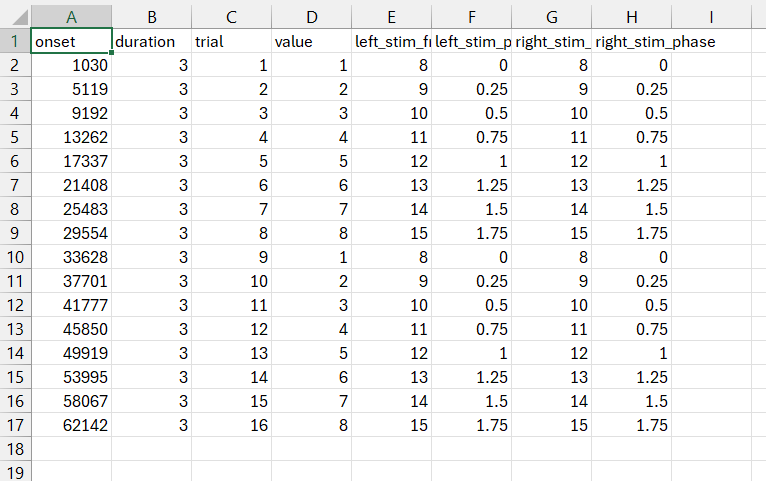 A B C D E F G H I
1 onset duration trial value left_stim_fr left_stim_p right_stim_ right_stim_phase
2 1030 3 1 1 8 0 8 0
3 5119 3 2 2 9 0.25 9 0.25
4 9192 3 3 3 10 0.5 10 0.5
5 13262 3 4 4 11 0.75 11 0.75
6 17337 3 5 5 12 1 12 1
7 21408 3 6 6 13 1.25 13 1.25
8 25483 3 7 7 14 1.5 14 1.5
9 29554 3 8 8 15 1.75 15 1.75
10 33628 3 9 1 8 0 8 0
11 37701 3 10 2 9 0.25 9 0.25
12 41777 3 11 3 10 0.5 10 0.5
13 45850 3 12 4 11 0.75 11 0.75
14 49919 3 13 5 12 1 12 1
15 53995 3 14 6 13 1.25 13 1.25
16 58067 3 15 7 14 1.5 14 1.5
17 62142 3 16 8 15 1.75 15 1.75
18
19